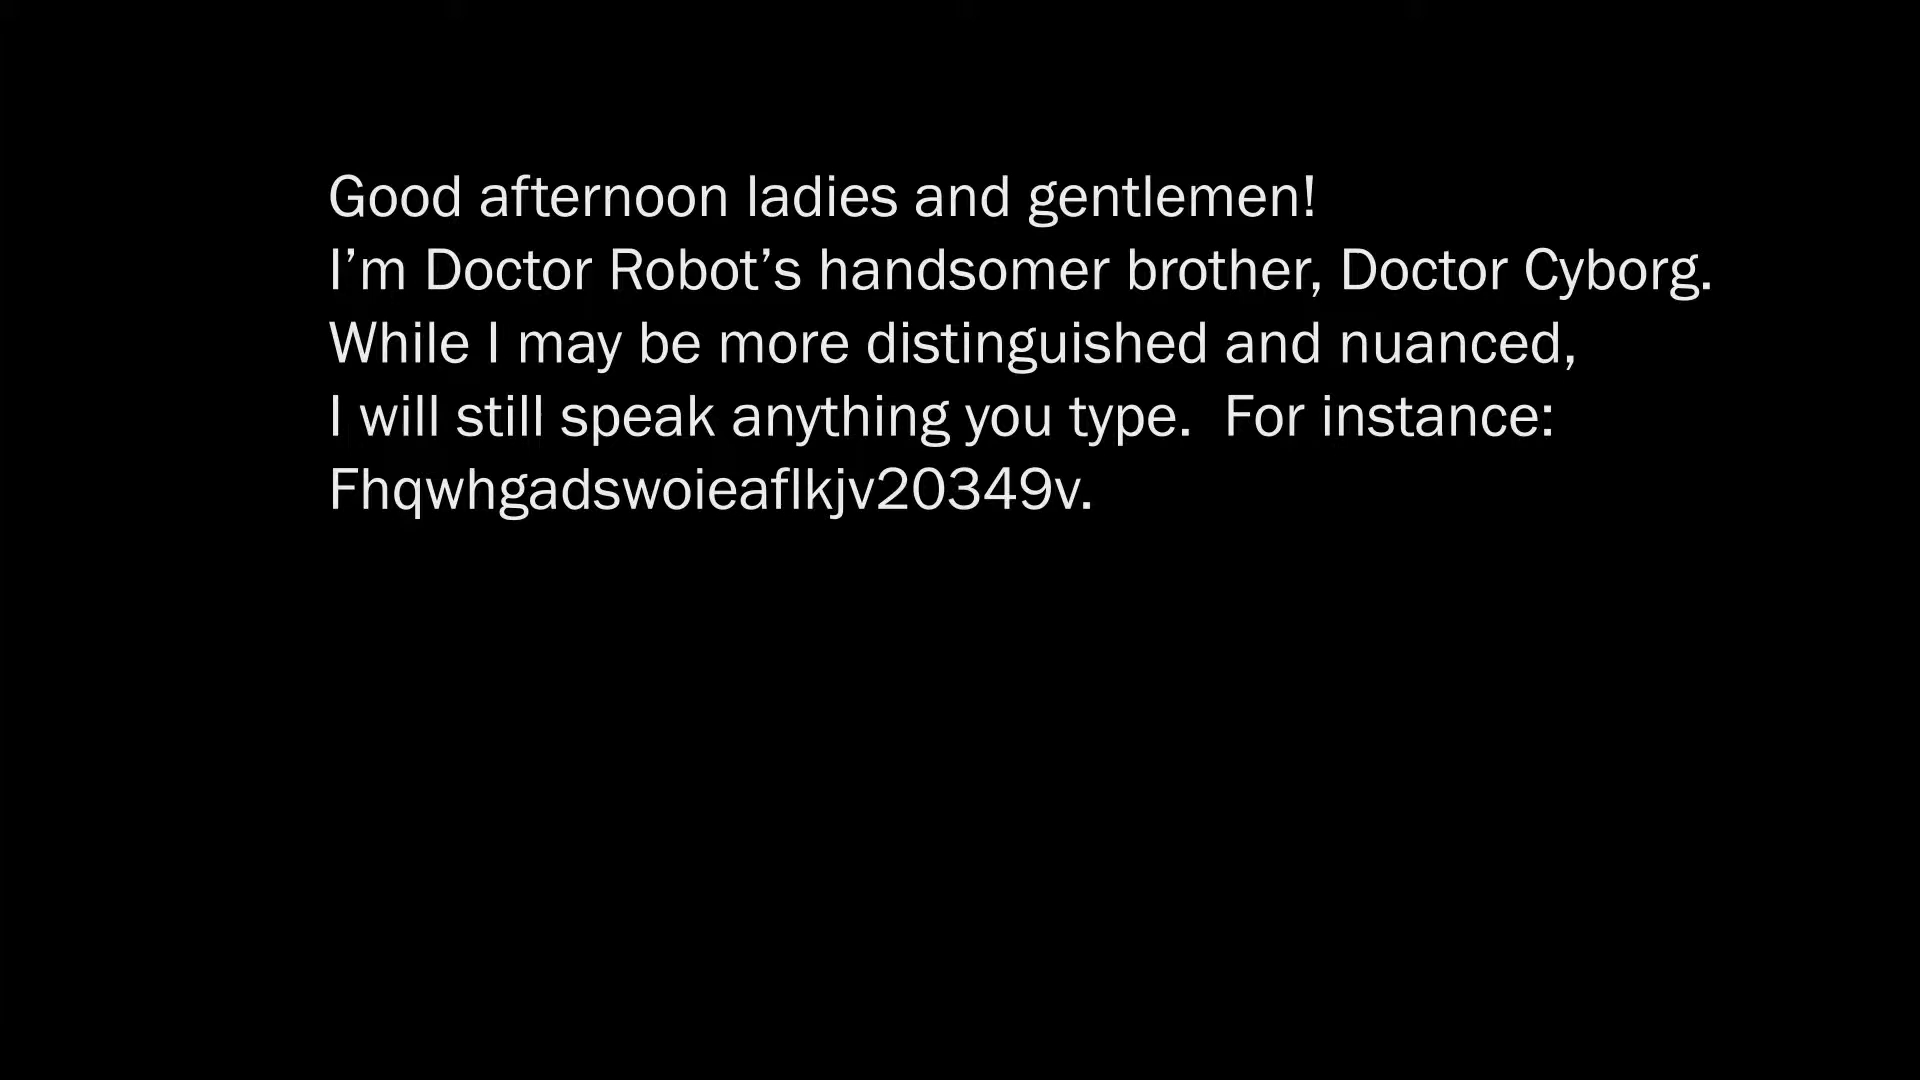 Good afternoon ladies and gentlemen!
I’m Doctor Robot’s handsomer brother, Doctor Cyborg.
While I may be more distinguished and nuanced,
I will still speak anything you type.  For instance:
Fhqwhgadswoieaflkjv20349v.